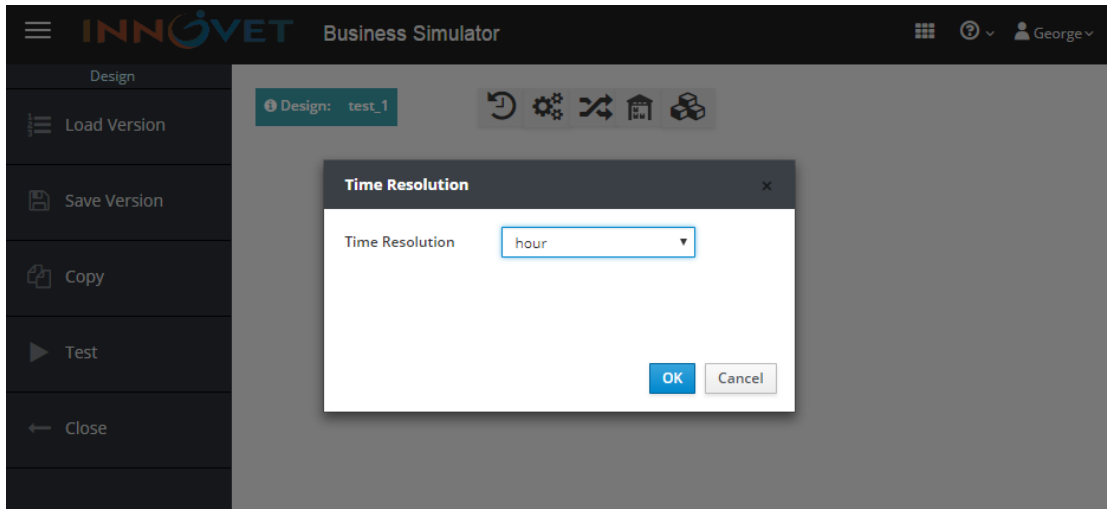 INNOVET Business Simulator George
Design
Design: test_1
Load Version
Time Resolution ×
Save Version
Time Resolution hour
Copy
Test
OK Cancel
Close